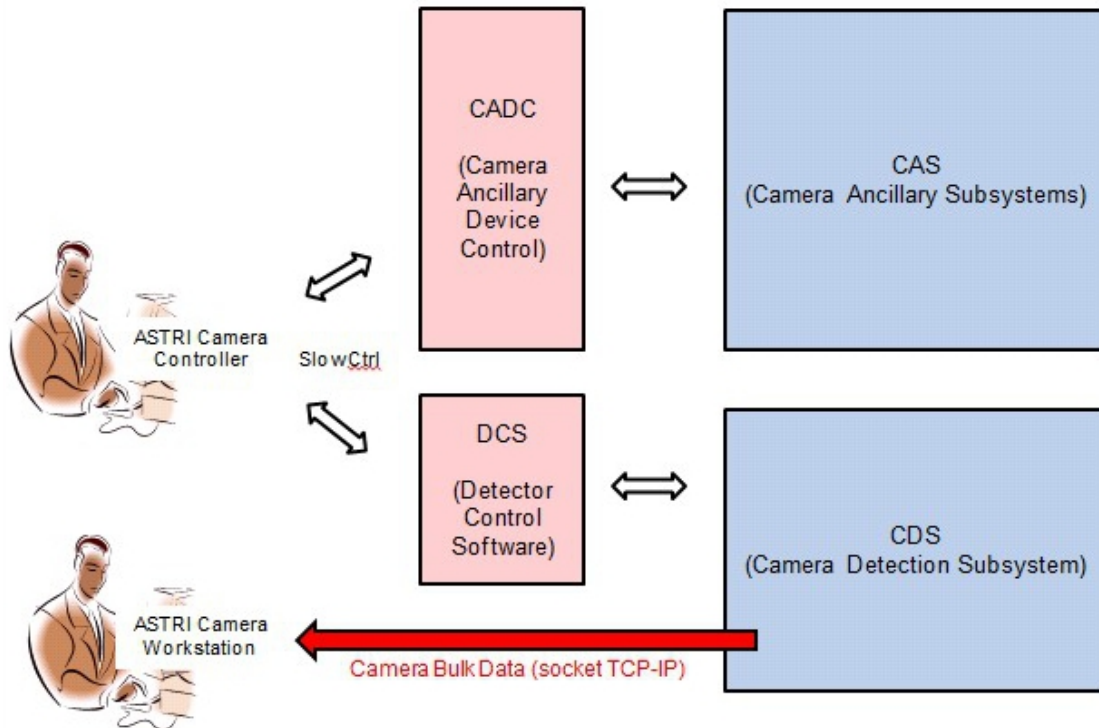 CADC
(Camera
Ancillary
Device
Control)
CAS
(Camera Ancillary Subsystems)
ASTRI Camera
Controller
SlowCtrl
DCS
(Detector
Control
Software)
CDS
(Camera Detection Subsystem)
ASTRI Camera
Workstation
Camera Bulk Data (socket TCP-IP)